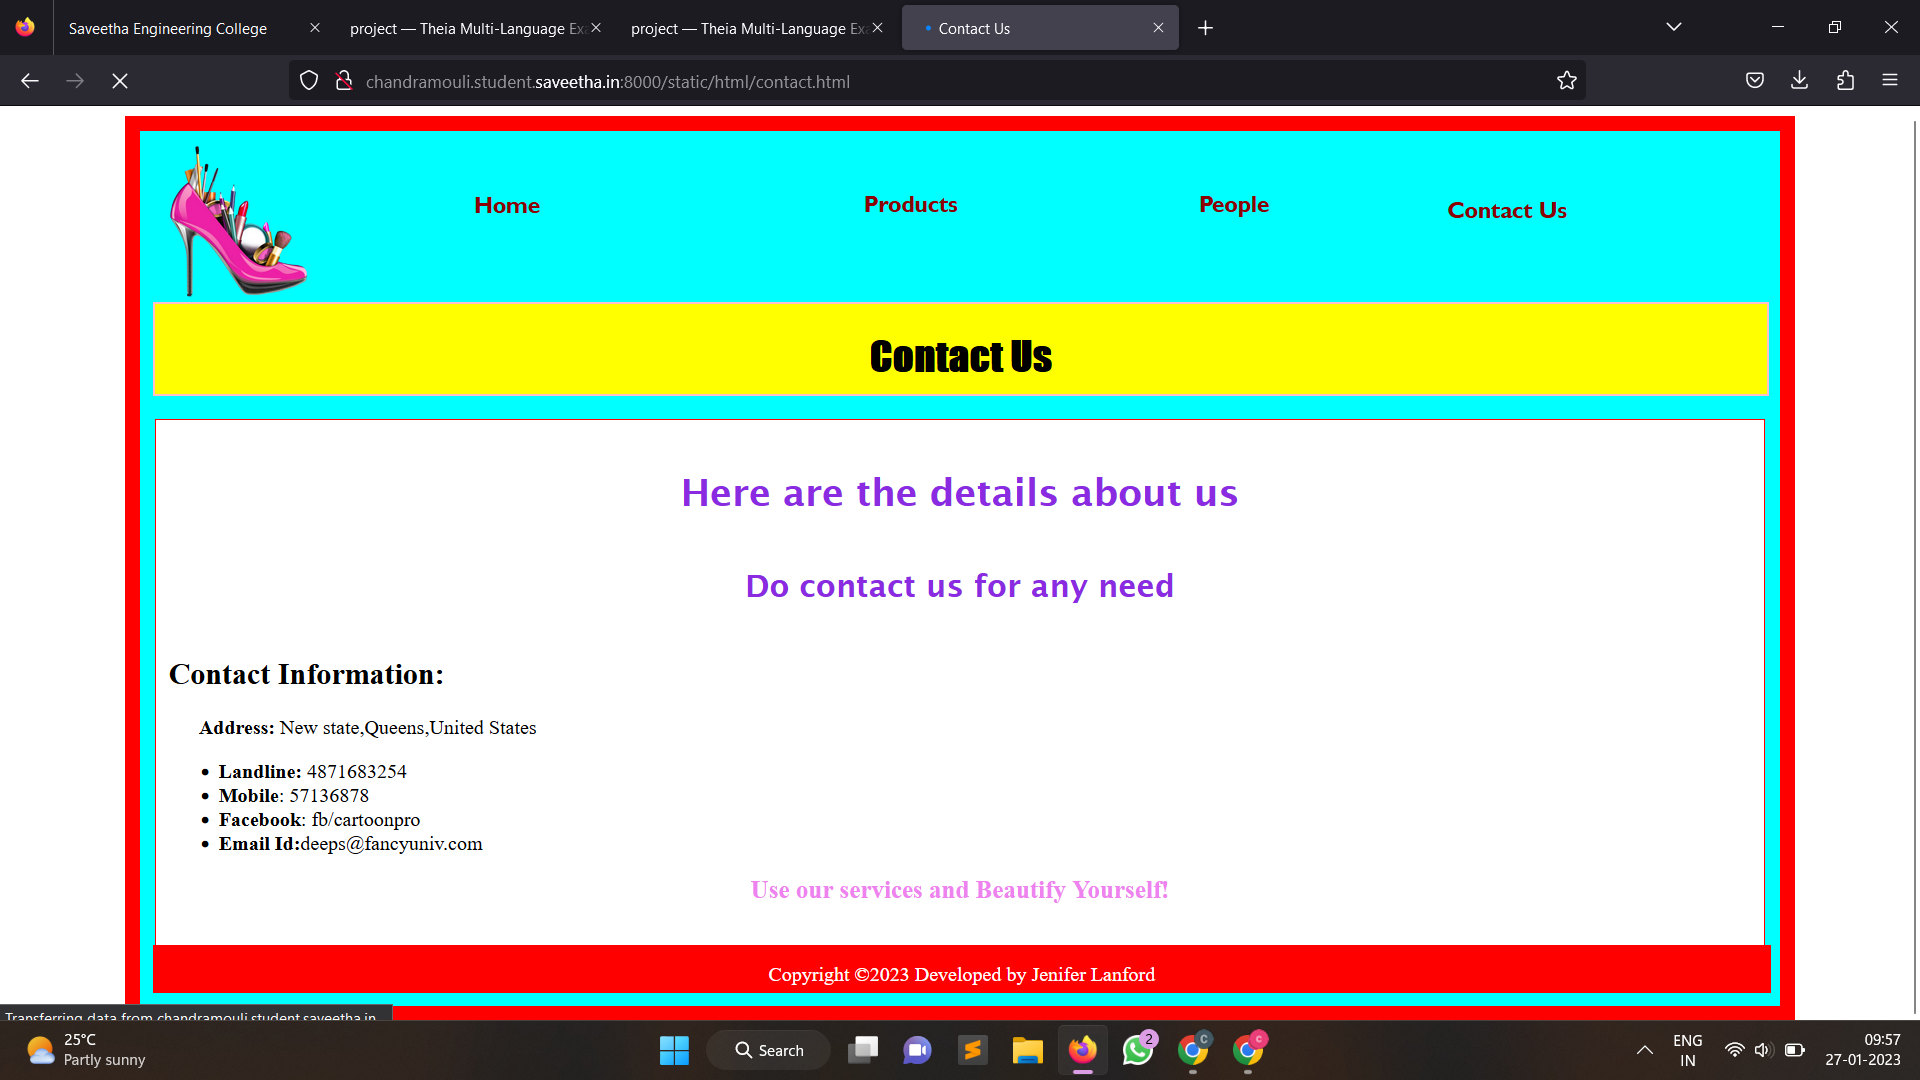 Saveetha Engineering College
project — Theia Multi-Language Exa
project — Theia Multi-Language Exa
Contact Us
chandramouli.student.saveetha.in:8000/static/html/contact.html
Home
Products
People
Contact Us
Contact Us
Here are the details about us
Do contact us for any need
Contact Information:
Address: New state,Queens,United States
• Landline: 4871683254
• Mobile: 57136878
• Facebook: fb/cartoonpro
• Email Id:deeps@fancyuniv.com
Use our services and Beautify Yourself!
Copyright ©2023 Developed by Jenifer Lanford
Transferring data from chandramouli.student.saveetha.in...
25°C
Partly sunny
Search
2
C
C
ENG
IN
09:57
27-01-2023